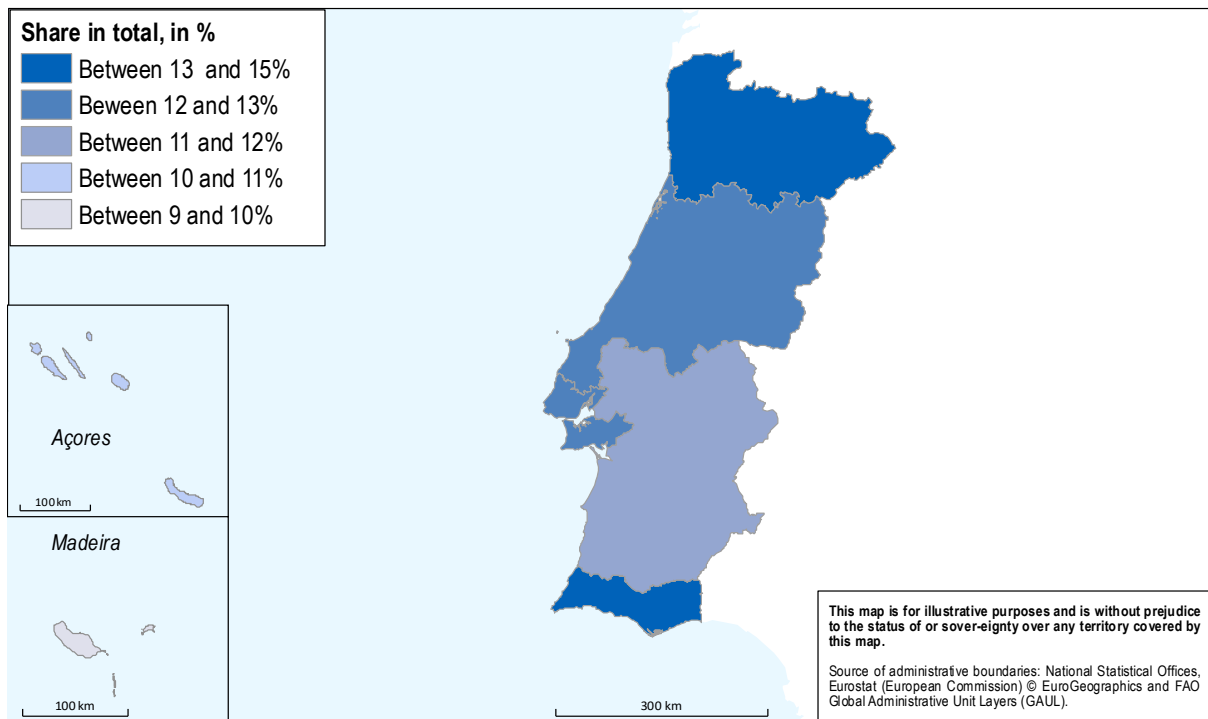 Share in total, in %
Between 13 and 15%
Beween 12 and 13%
Between 11 and 12%
Between 10 and 11%
Between 9 and 10%
Açores
100 km
Madeira
100 km
300 km
This map is for illustrative purposes and is without prejudice
to the status of or sover-eignty over any territory covered by
this map.
Source of administrative boundaries: National Statistical Offices,
Eurostat (European Commission) © EuroGeographics and FAO
Global Administrative Unit Layers (GAUL).